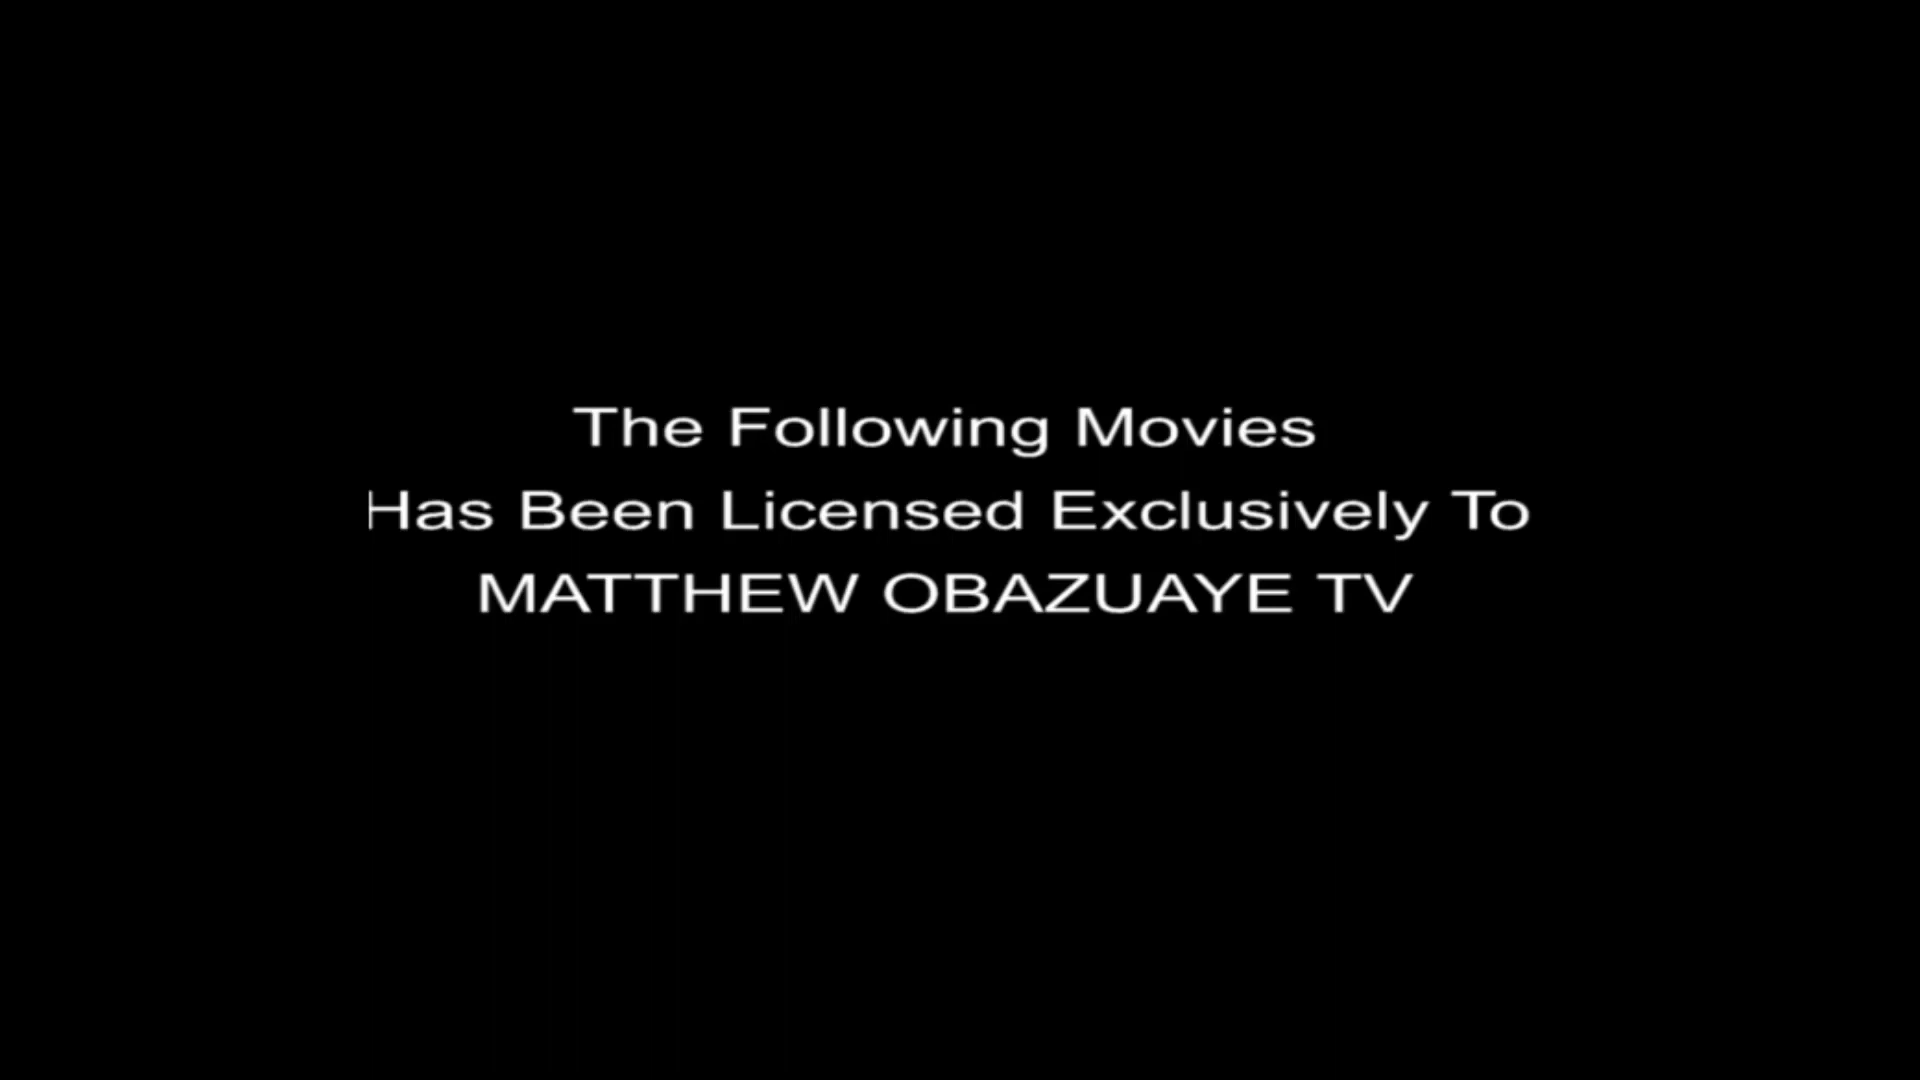 The Following Movies
Has Been Licensed Exclusively To
MATTHEW OBAZUAYE TV